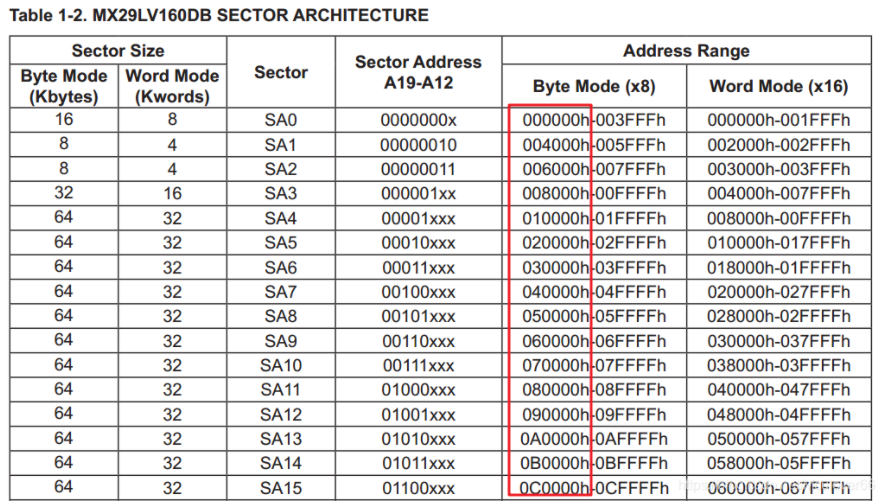 Table 1-2. MX29LV160DB SECTOR ARCHITECTURE
Sector Size Sector Sector Address A19-A12 Address Range
Byte Mode (Kbytes) Word Mode (Kwords) Byte Mode (x8) Word Mode (x16)
16 8 SA0 0000000x 000000h-003FFFh 000000h-001FFFh
8 4 SA1 00000010 004000h-005FFFh 002000h-002FFFh
8 4 SA2 00000011 006000h-007FFFh 003000h-003FFFh
32 16 SA3 000001xx 008000h-00FFFFh 004000h-007FFFh
64 32 SA4 00001xxx 010000h-01FFFFh 008000h-00FFFFh
64 32 SA5 00010xxx 020000h-02FFFFh 010000h-017FFFh
64 32 SA6 00011xxx 030000h-03FFFFh 018000h-01FFFFh
64 32 SA7 00100xxx 040000h-04FFFFh 020000h-027FFFh
64 32 SA8 00101xxx 050000h-05FFFFh 028000h-02FFFFh
64 32 SA9 00110xxx 060000h-06FFFFh 030000h-037FFFh
64 32 SA10 00111xxx 070000h-07FFFFh 038000h-03FFFFh
64 32 SA11 01000xxx 080000h-08FFFFh 040000h-047FFFh
64 32 SA12 01001xxx 090000h-09FFFFh 048000h-04FFFFh
64 32 SA13 01010xxx 0A0000h-0AFFFFh 050000h-057FFFh
64 32 SA14 01011xxx 0B0000h-0BFFFFh 058000h-05FFFFh
64 32 SA15 01100xxx 0C0000h-0CFFFFh 060000h-067FFFh